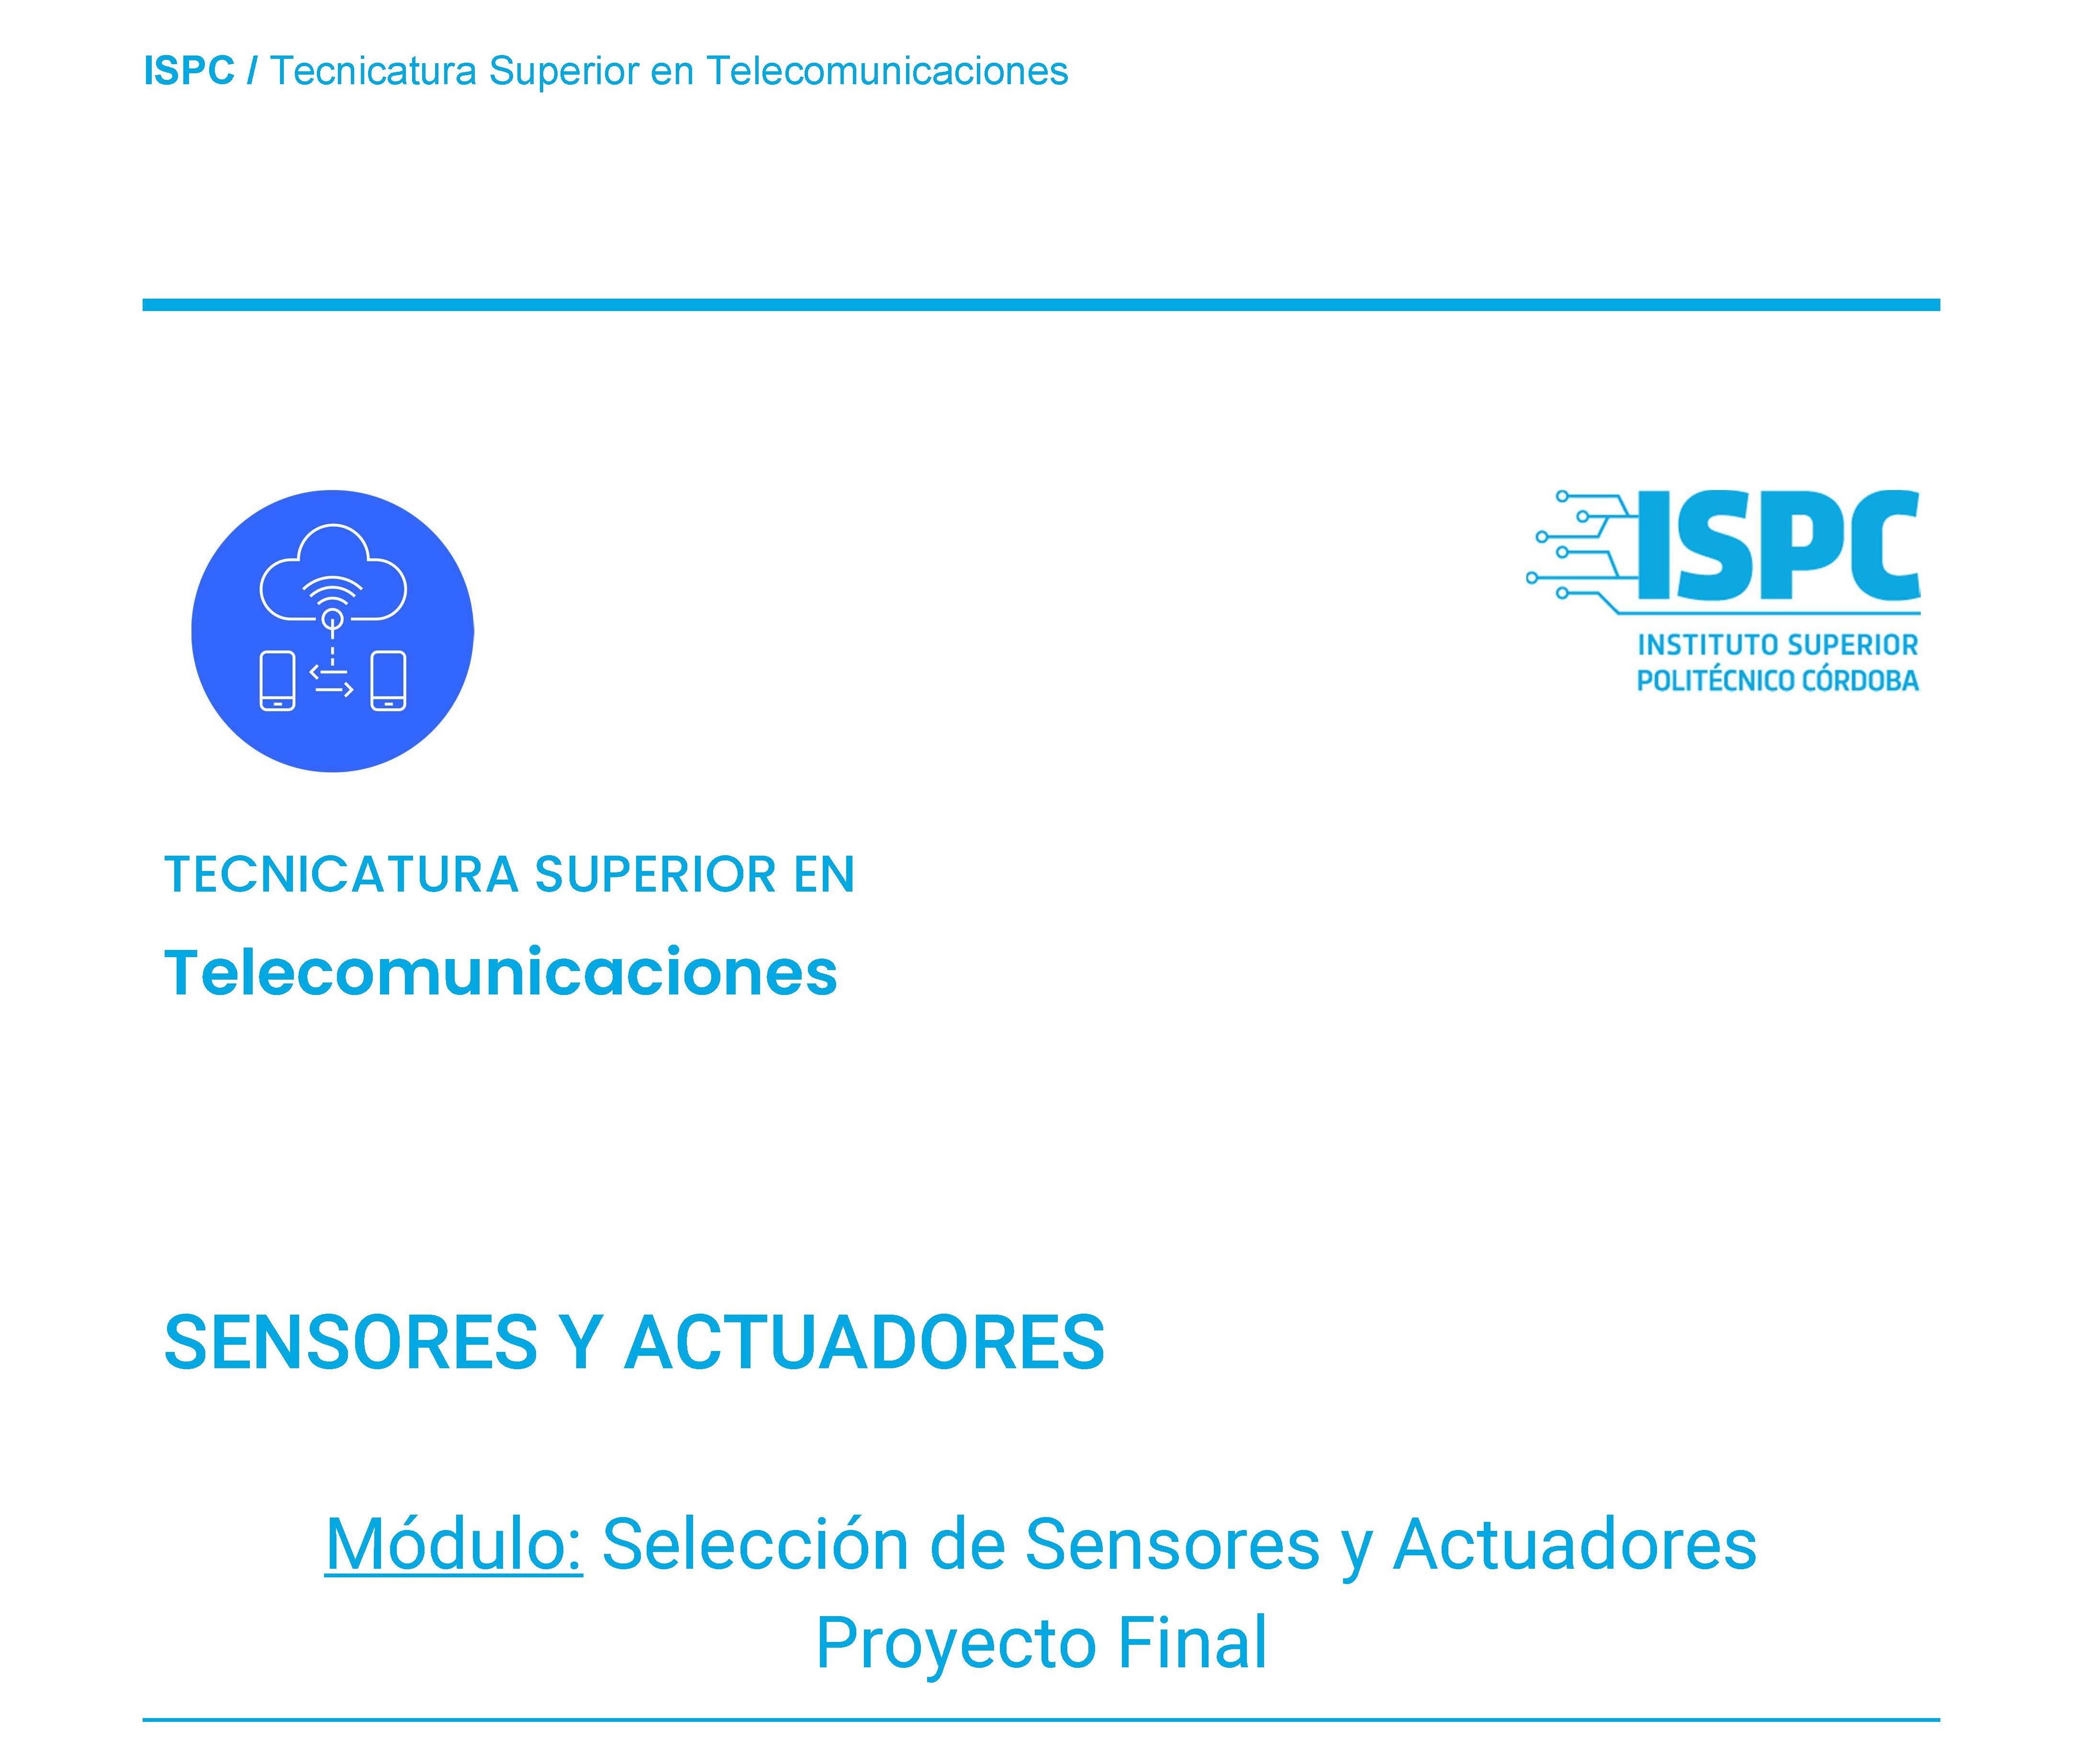 ISPC / Tecnicatura Superior en Telecomunicaciones
ISPC
INSTITUTO SUPERIOR
POLITÉCNICO CÓRDOBA
TECNICATURA SUPERIOR EN
Telecomunicaciones
SENSORES Y ACTUADORES
Módulo: Selección de Sensores y Actuadores
Proyecto Final